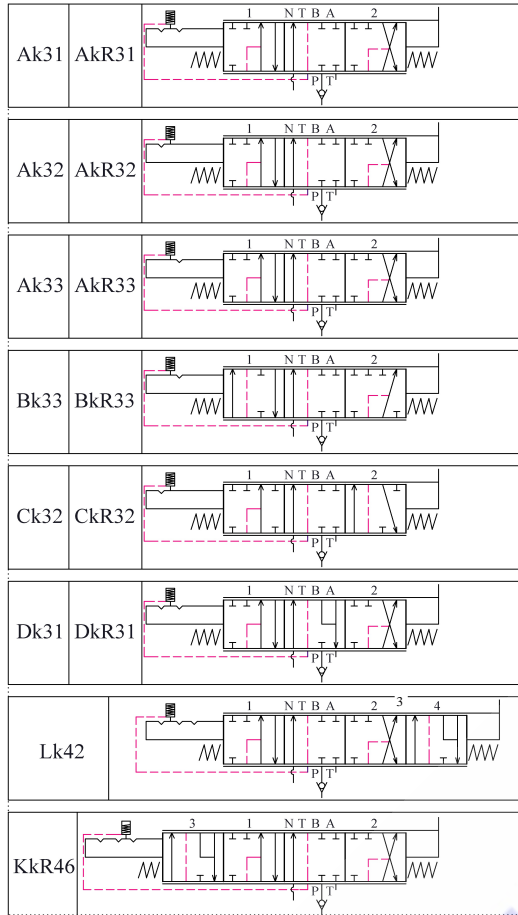 1 N T B A 2
Ak31 AkR31
P T
1 N T B A 2
Ak32 AkR32
P T
1 N T B A 2
Ak33 AkR33
P T
1 N T B A 2
Bk33 BkR33
P T
1 N T B A 2
Ck32 CkR32
P T
1 N T B A 2
Dk31 DkR31
P T
1 N T B A 2 3 4
Lk42
P T
3 1 N T B A 2
KkR46
P T